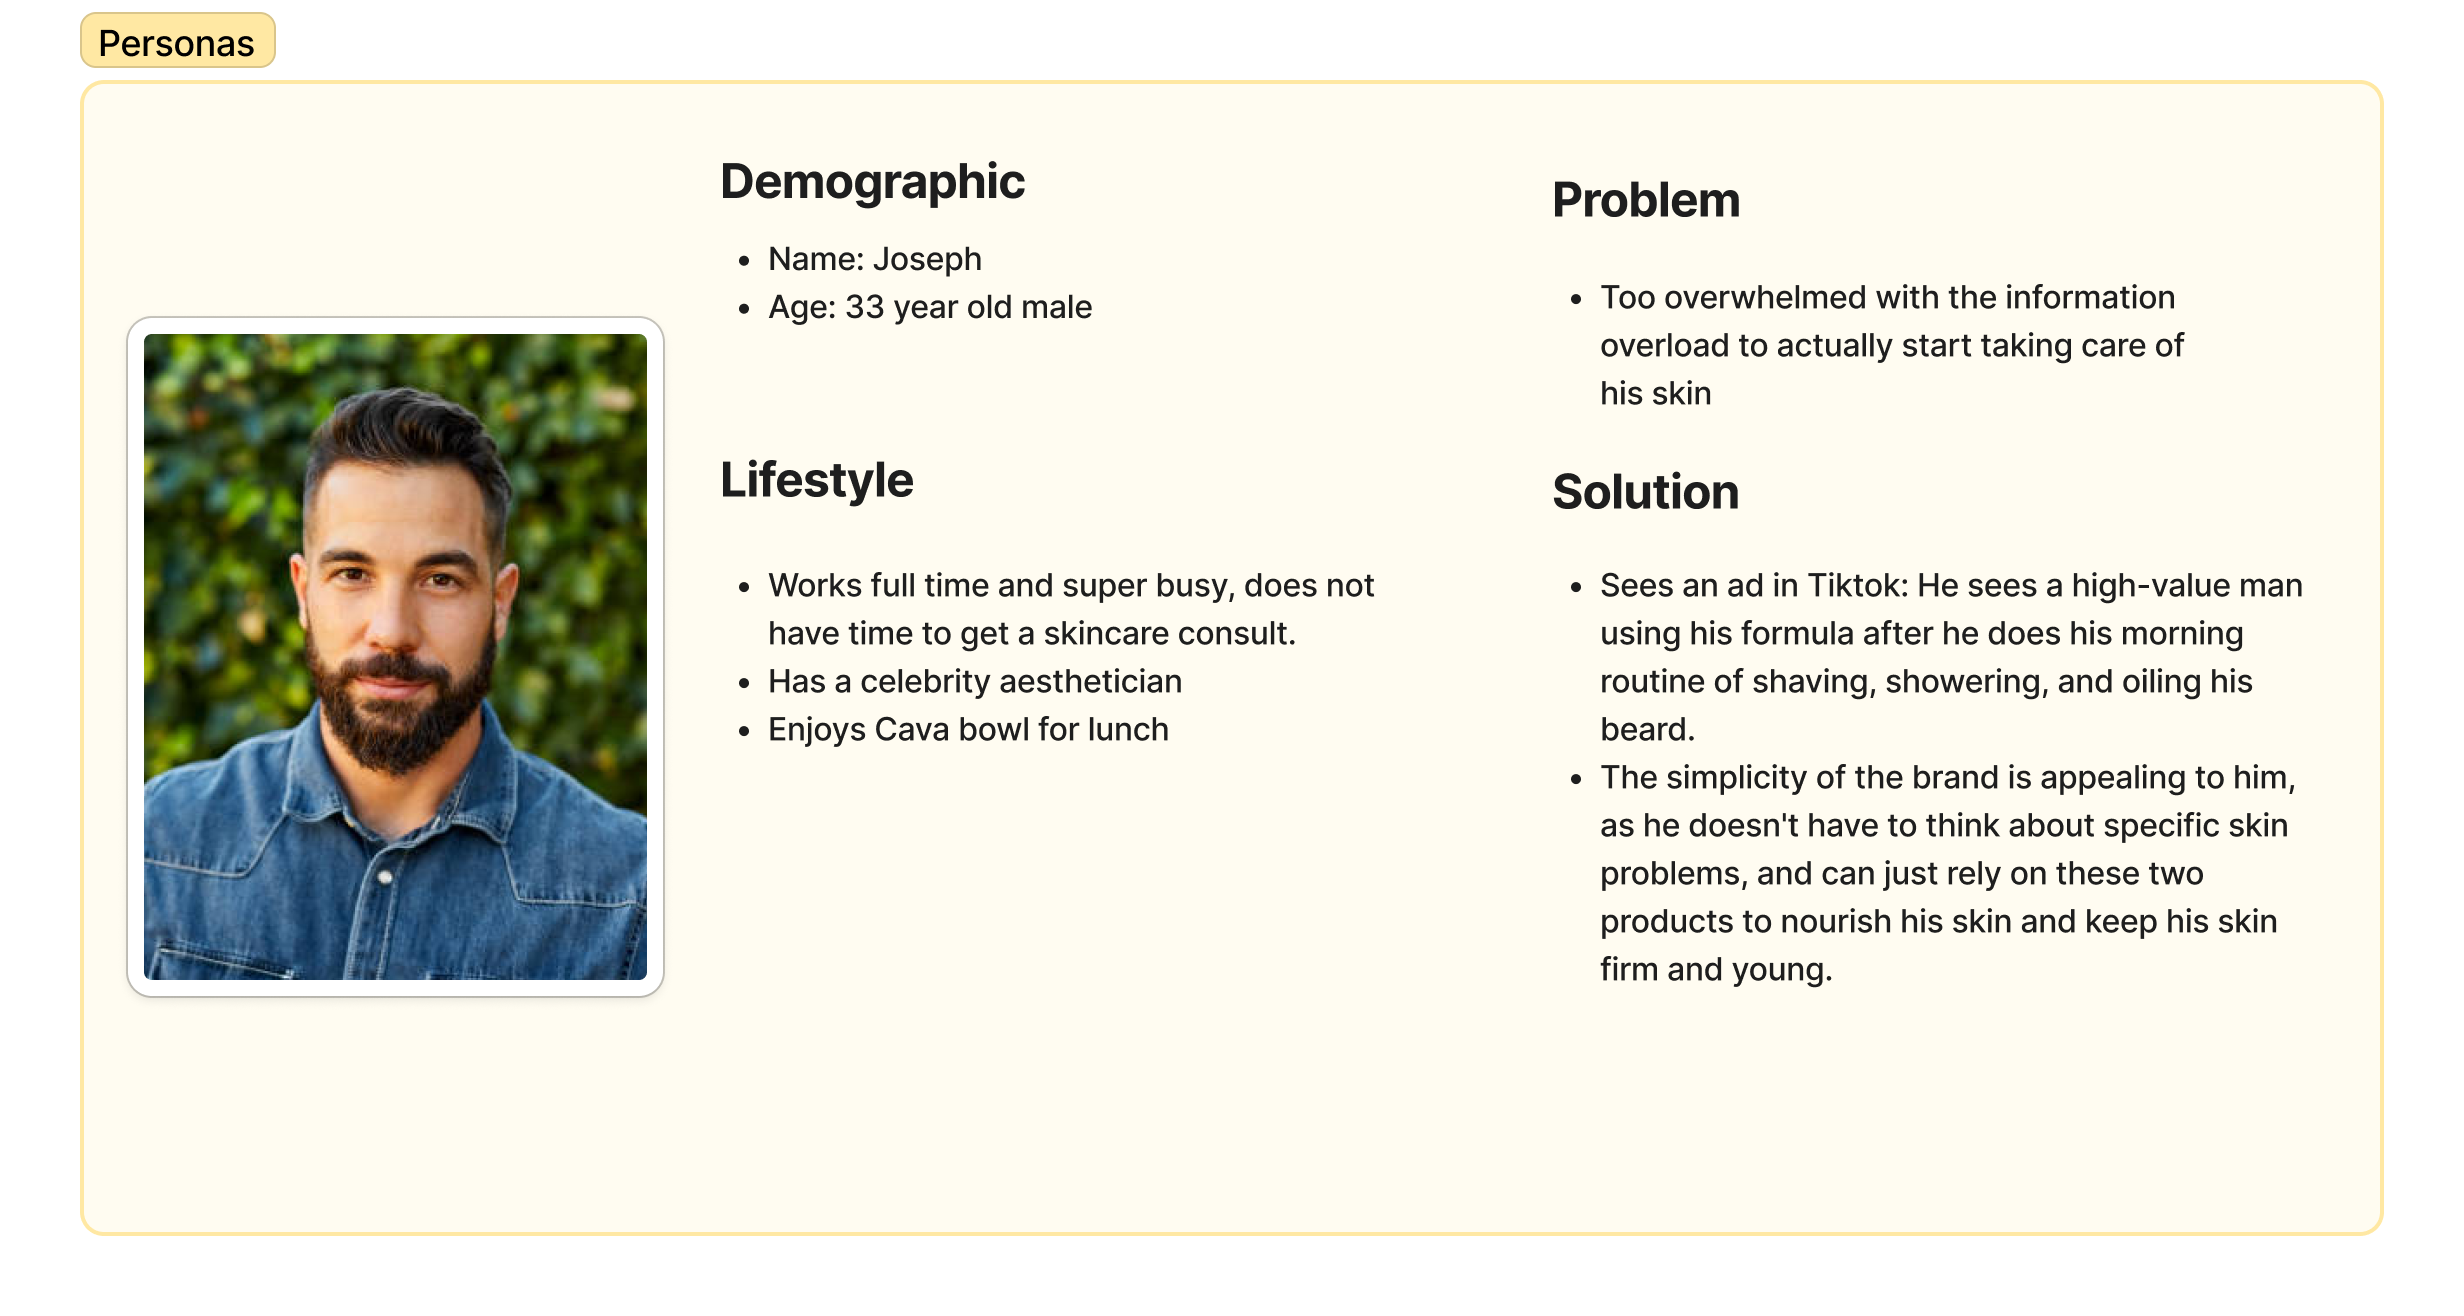 Personas
Demographic
• Name: Joseph
• Age: 33 year old male
Lifestyle
• Works full time and super busy, does not
have time to get a skincare consult.
• Has a celebrity aesthetician
• Enjoys Cava bowl for lunch
Problem
• Too overwhelmed with the information
overload to actually start taking care of
his skin
Solution
• Sees an ad in Tiktok: He sees a high-value man
using his formula after he does his morning
routine of shaving, showering, and oiling his
beard.
• The simplicity of the brand is appealing to him,
as he doesn't have to think about specific skin
problems, and can just rely on these two
products to nourish his skin and keep his skin
firm and young.